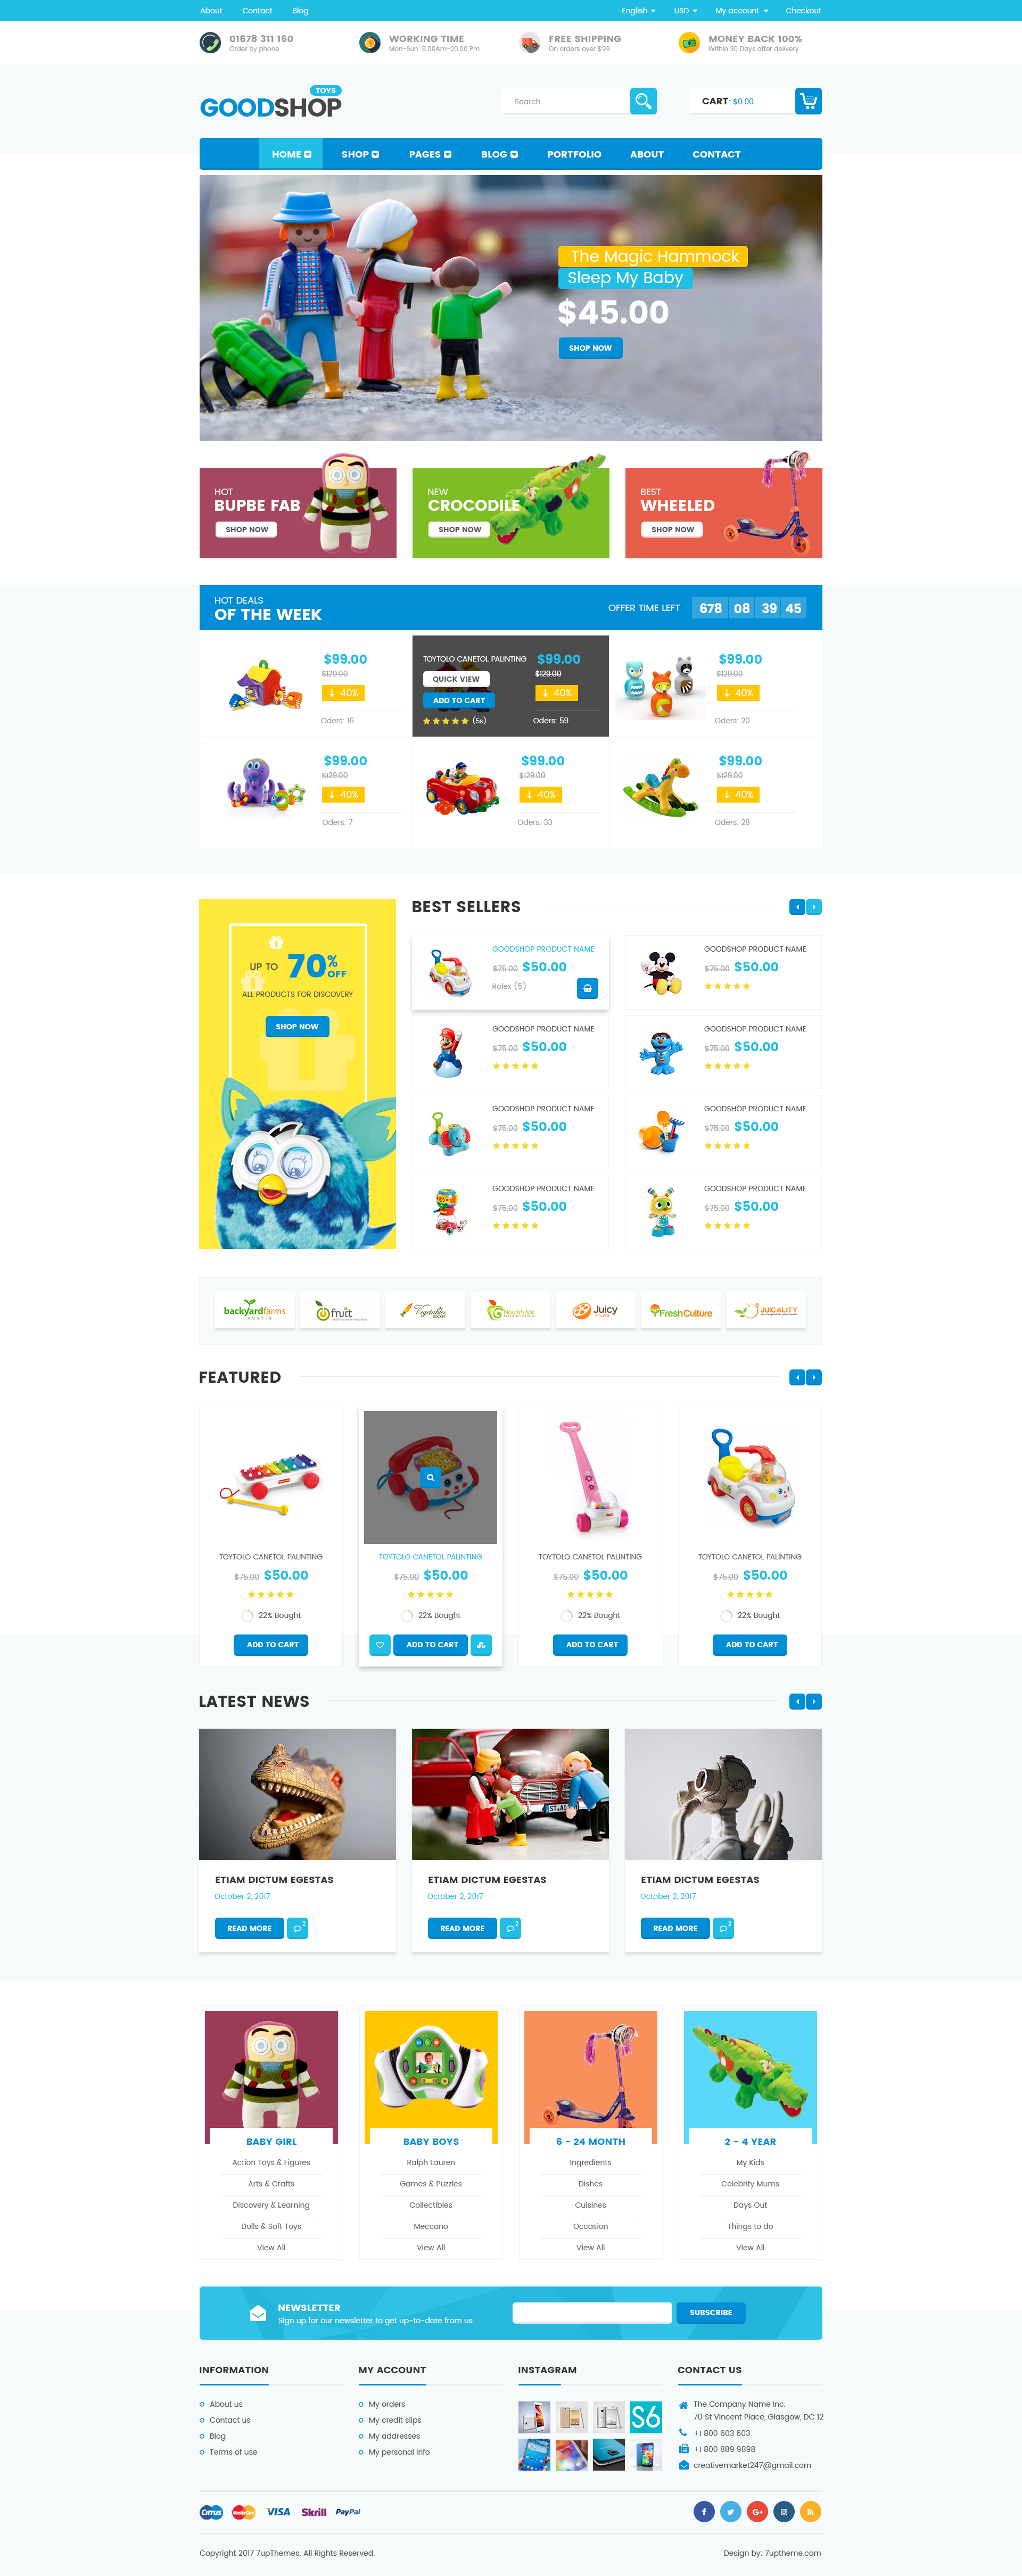 About Contact Blog English USD My account Checkout
01678 311 160 WORKING TIME FREE SHIPPING MONEY BACK 100%
Order by phone Mon-Sun: 8.00Am-20.00 Pm On orders over $99 Within 30 Days after delivery
TOYS
GOODSHOP
Search CART: $0.00
HOME SHOP PAGES BLOG PORTFOLIO ABOUT CONTACT
The Magic Hammock
Sleep My Baby
$45.00
SHOP NOW
HOT
BUPBE FAB
SHOP NOW
NEW
CROCODILE
SHOP NOW
BEST
WHEELED
SHOP NOW
HOT DEALS
OF THE WEEK
OFFER TIME LEFT 678 08 39 45
$99.00
$129.00
40%
Oders: 16
TOYTOLO CANETOL PAPINTING
QUICK VIEW
ADD TO CART
(5s)
$99.00
$129.00
40%
Oders: 59
$99.00
$129.00
40%
Oders: 20
$99.00
$129.00
40%
Oders: 7
$99.00
$129.00
40%
Oders: 33
$99.00
$129.00
40%
Oders: 28
UP TO 70% OFF
ALL PRODUCTS FOR DISCOVERY
SHOP NOW
BEST SELLERS
GOODSHOP PRODUCT NAME
$75.00 $50.00
Rolex (5)
GOODSHOP PRODUCT NAME
$75.00 $50.00
GOODSHOP PRODUCT NAME
$75.00 $50.00
GOODSHOP PRODUCT NAME
$75.00 $50.00
GOODSHOP PRODUCT NAME
$75.00 $50.00
GOODSHOP PRODUCT NAME
$75.00 $50.00
GOODSHOP PRODUCT NAME
$75.00 $50.00
GOODSHOP PRODUCT NAME
$75.00 $50.00
backyardfarms
AUSTIN
fruit
Vegetables
Nourish Me
NUTRITION
Juicy
FreshCulture
JUICALITY
FEATURED
TOYTOLO CANETOL PALINTING
$75.00 $50.00
22% Bought
ADD TO CART
TOYTOLO CANETOL PALINTING
$75.00 $50.00
22% Bought
ADD TO CART
TOYTOLO CANETOL PALINTING
$75.00 $50.00
22% Bought
ADD TO CART
TOYTOLO CANETOL PALINTING
$75.00 $50.00
22% Bought
ADD TO CART
LATEST NEWS
ETIAM DICTUM EGESTAS
October 2, 2017
READ MORE 2
ETIAM DICTUM EGESTAS
October 2, 2017
READ MORE 2
ETIAM DICTUM EGESTAS
October 2, 2017
READ MORE 2
BABY GIRL
Action Toys & Figures
Arts & Crafts
Discovery & Learning
Dolls & Soft Toys
View All
BABY BOYS
Ralph Lauren
Games & Puzzles
Collectibles
Meccano
View All
6 - 24 MONTH
Ingredients
Dishes
Cuisines
Occasion
View All
2 - 4 YEAR
My Kids
Celebrity Mums
Days Out
Things to do
View All
NEWSLETTER
Sign up for our newsletter to get up-to-date from us
SUBSCRIBE
INFORMATION
About us
Contact us
Blog
Terms of use
MY ACCOUNT
My orders
My credit slips
My addresses
My personal info
INSTAGRAM
S6
CONTACT US
The Company Name Inc.
70 St Vincent Place, Glasgow, DC 12
+1 800 603 603
+1 800 889 9898
creativemarket247@gmail.com
Cirrus MasterCard VISA Skrill PayPal
Copyright 2017 7upThemes. All Rights Reserved.
Design by: 7uptheme.com